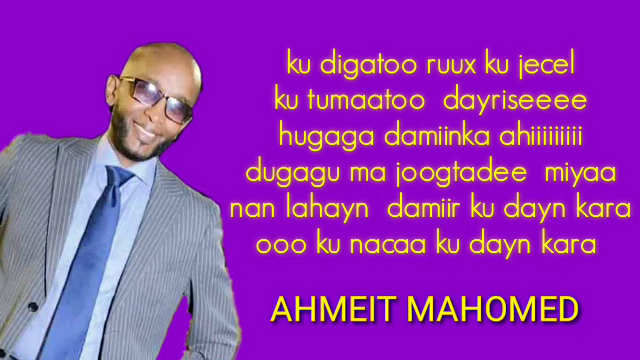 ku digatoo ruux ku jecel
ku tumaatoo dayriseeee
hugaga damiinka ahiiiiiiiii
dugagu ma joogtadee miyaa
nan lahayn damiir ku dayn kara
ooo ku nacaa ku dayn kara
AHMEIT MAHOMED